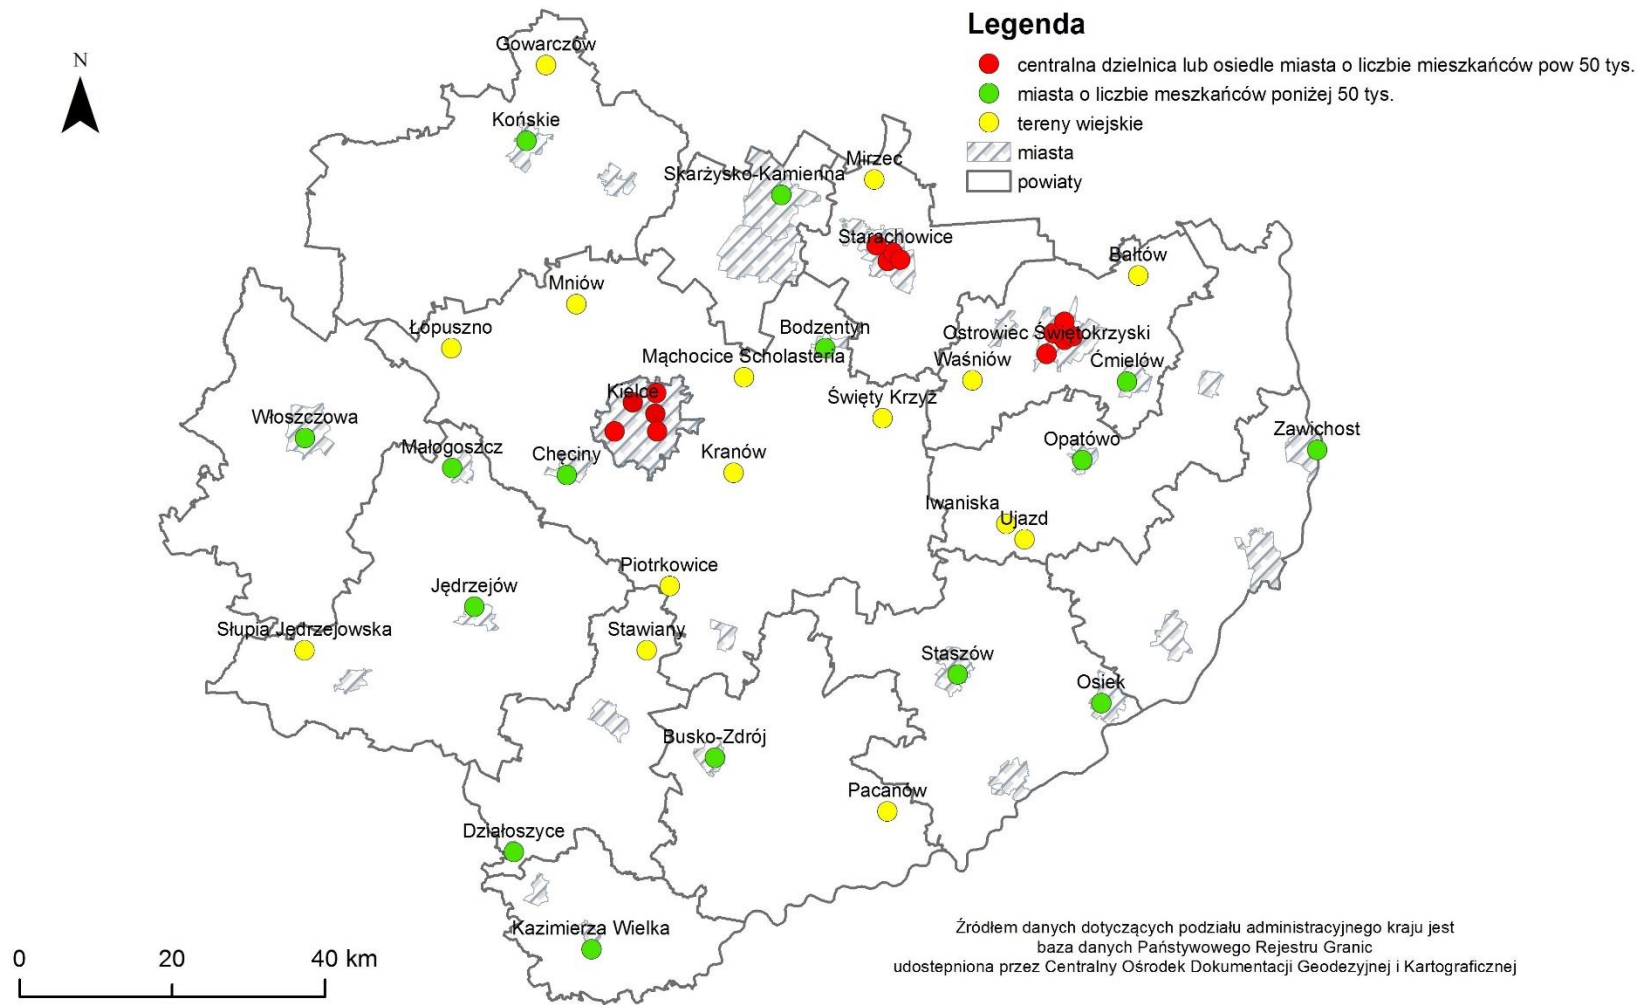 Legenda
centralna dzielnica lub osiedle miasta o liczbie mieszkańców pow 50 tys.
miasta o liczbie meszkańców poniżej 50 tys.
tereny wiejskie
miasta
powiaty
N
Gowarczów
Końskie
Mirzec
Skarżysko-Kamienna
Starachowice
Bałtów
Mniów
Łopuszno
Bodzentyn
Ostrowiec Świętokrzyski
Mąchocice Scholasteria
Waśniów
Ćmielów
Kielce
Święty Krzyż
Włoszczowa
Zawichost
Małogoszcz
Chęciny
Kranów
Opatówo
Iwaniska
Ujazd
Piotrkowice
Jędrzejów
Słupia Jędrzejowska
Stawiany
Staszów
Osiek
Busko-Zdrój
Pacanów
Działoszyce
Kazimierza Wielka
0 20 40 km
Źródłem danych dotyczących podziału administracyjnego kraju jest
baza danych Państywowego Rejestru Granic
udostepniona przez Centralny Ośrodek Dokumentacji Geodezyjnej i Kartograficznej